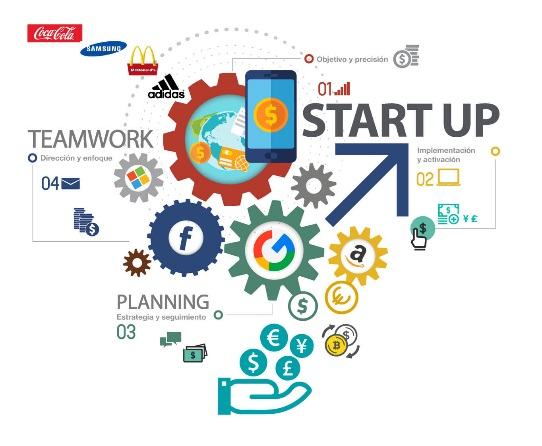 Coca-Cola
SAMSUNG
McDonald's
adidas
Objetivo y precisión
01
START UP
TEAMWORK
Dirección y enfoque
04
Implementación
y activación
02
$
¥ £
$
f
G
a
PLANNING
Estrategia y seguimiento
03
$
€
€
¥
$
£
$
B